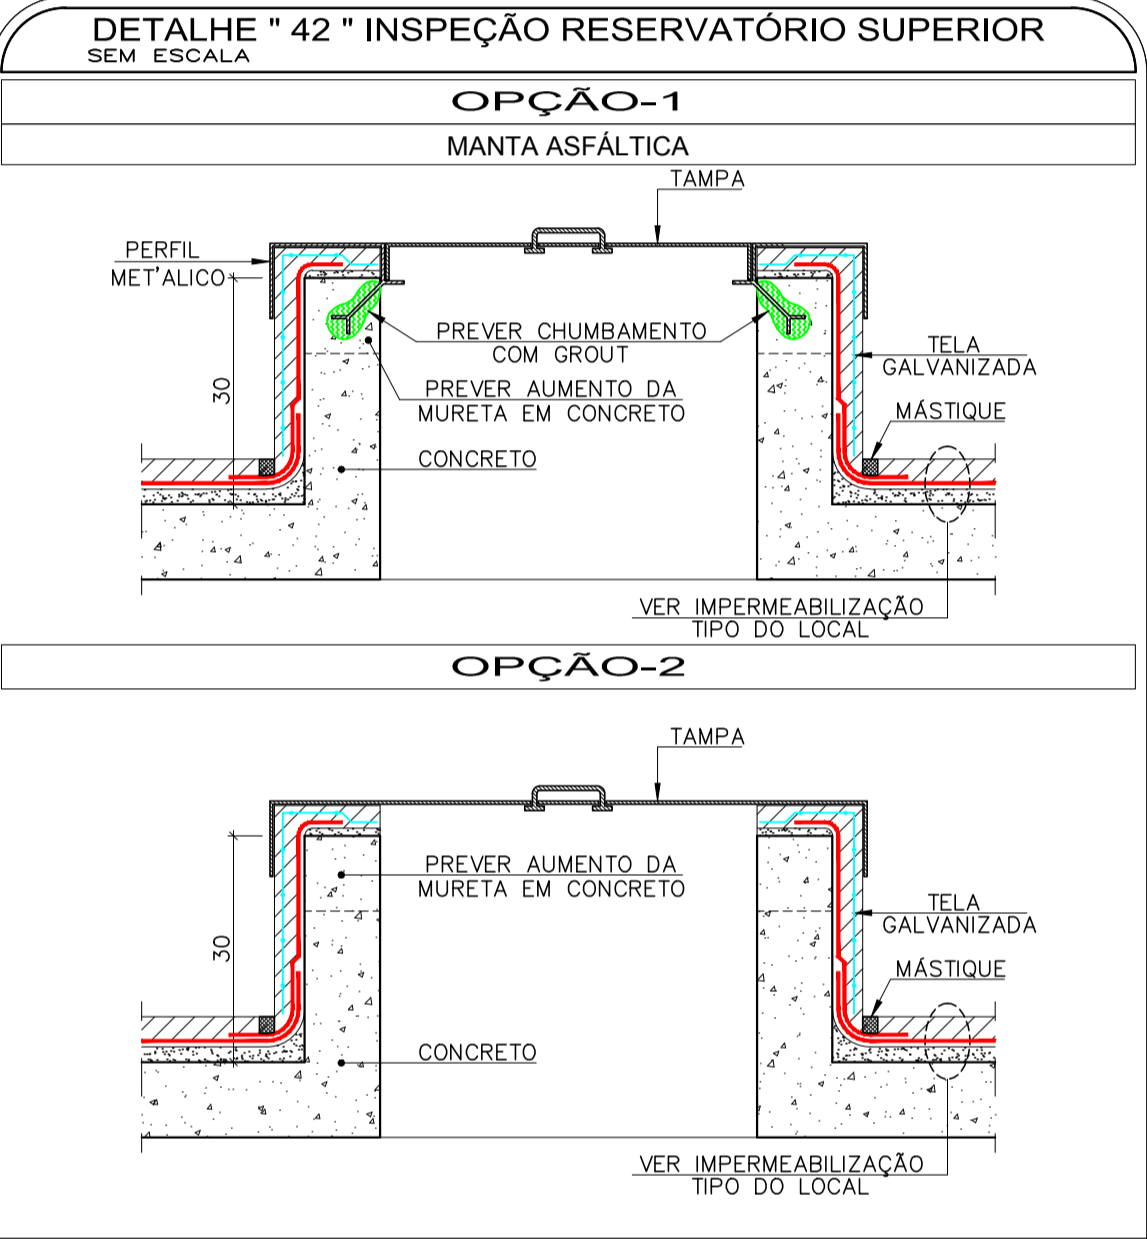 DETALHE " 42 " INSPEÇÃO RESERVATÓRIO SUPERIOR
SEM ESCALA
OPÇÃO-1
MANTA ASFÁLTICA
TAMPA
PERFIL
MET'ALICO
PREVER CHUMBAMENTO
COM GROUT
TELA
GALVANIZADA
30
PREVER AUMENTO DA
MURETA EM CONCRETO
MÁSTIQUE
CONCRETO
VER IMPERMEABILIZAÇÃO
TIPO DO LOCAL
OPÇÃO-2
TAMPA
PREVER AUMENTO DA
MURETA EM CONCRETO
TELA
GALVANIZADA
30
MÁSTIQUE
CONCRETO
VER IMPERMEABILIZAÇÃO
TIPO DO LOCAL